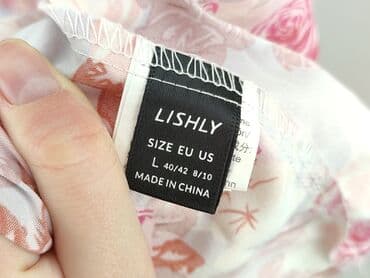 LISHLY
SIZE EU US
L 40/42 8/10
MADE IN CHINA